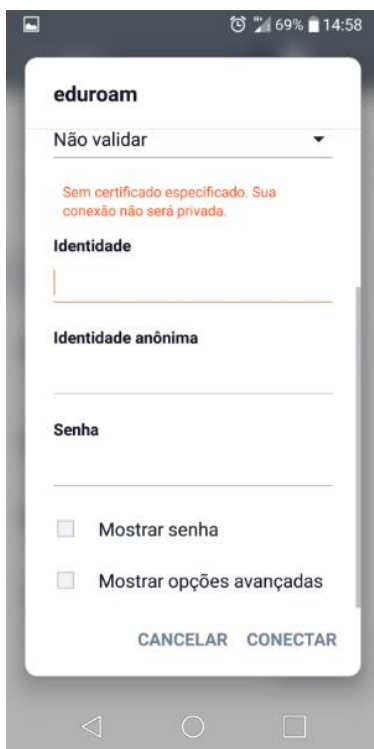 69% 14:58
eduroam
Não validar
Sem certificado especificado. Sua
conexão não será privada.
Identidade
Identidade anônima
Senha
Mostrar senha
Mostrar opções avançadas
CANCELAR CONECTAR